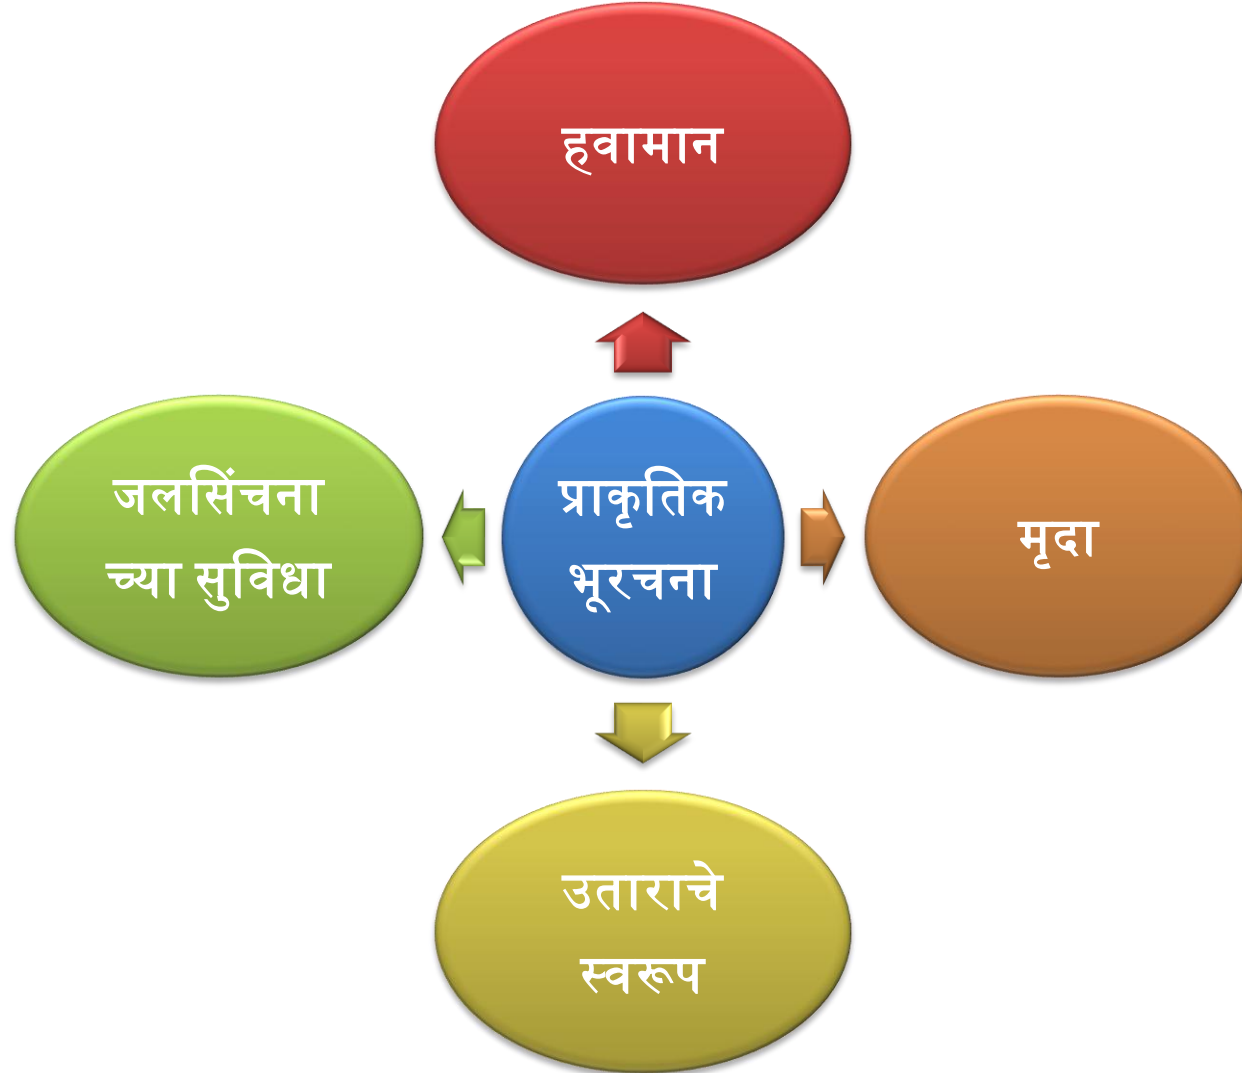 हवामान
जलसिंचना
च्या सुविधा
प्राकृतिक
भूरचना
मृदा
उताराचे
स्वरूप